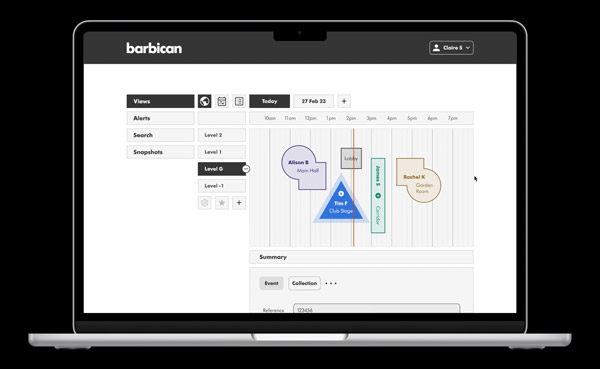 barbican
Claire S
Views
Today
27 Feb 23
+
Alerts
10am 11am 12pm 1pm 2pm 3pm 4pm 5pm 6pm 7pm
Search
Level 2
Snapshots
Level 1
Level G
Level -1
+
Alison B
Main Hall
Lobby
James S
Corridor
Rachel K
Garden
Room
Tim F
Club Stage
Summary
Event
Collection
Reference
123456